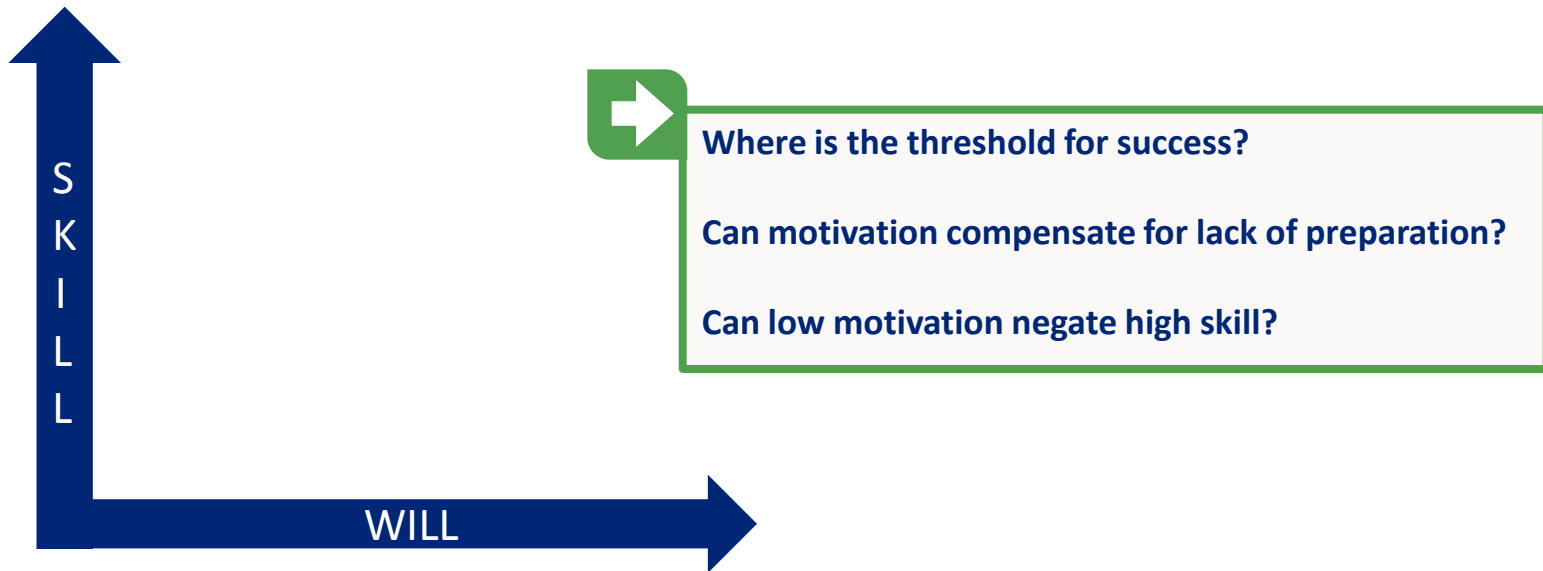 SKILL
Where is the threshold for success?
Can motivation compensate for lack of preparation?
Can low motivation negate high skill?
WILL